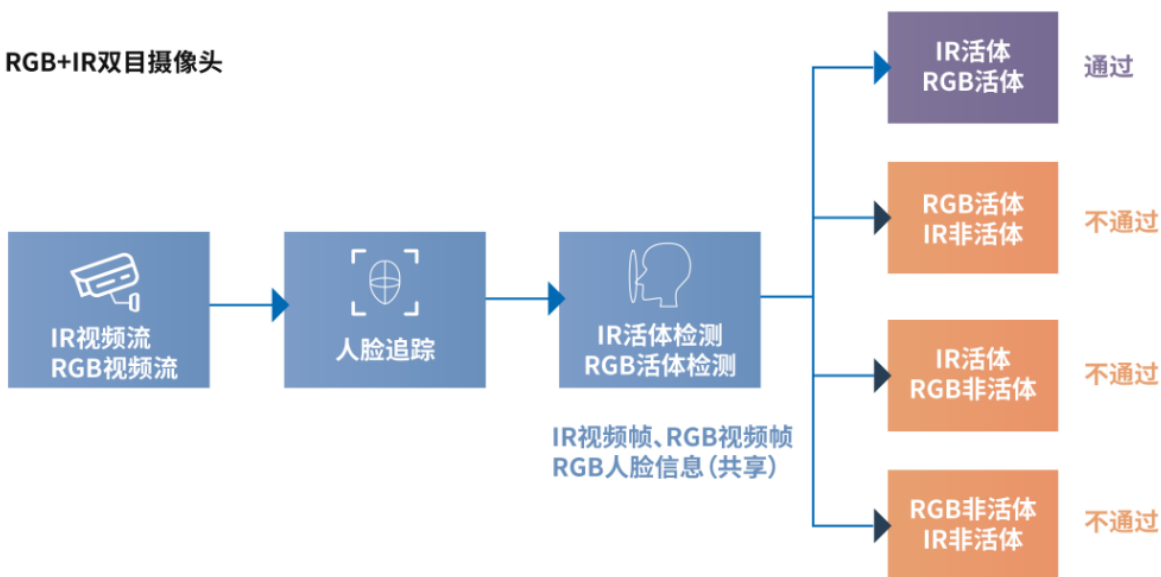 RGB+IR双目摄像头
IR视频流
RGB视频流
人脸追踪
IR活体检测
RGB活体检测
IR视频帧、RGB视频帧
RGB人脸信息(共享)
IR活体
RGB活体
通过
RGB活体
IR非活体
不通过
IR活体
RGB非活体
不通过
RGB非活体
IR非活体
不通过